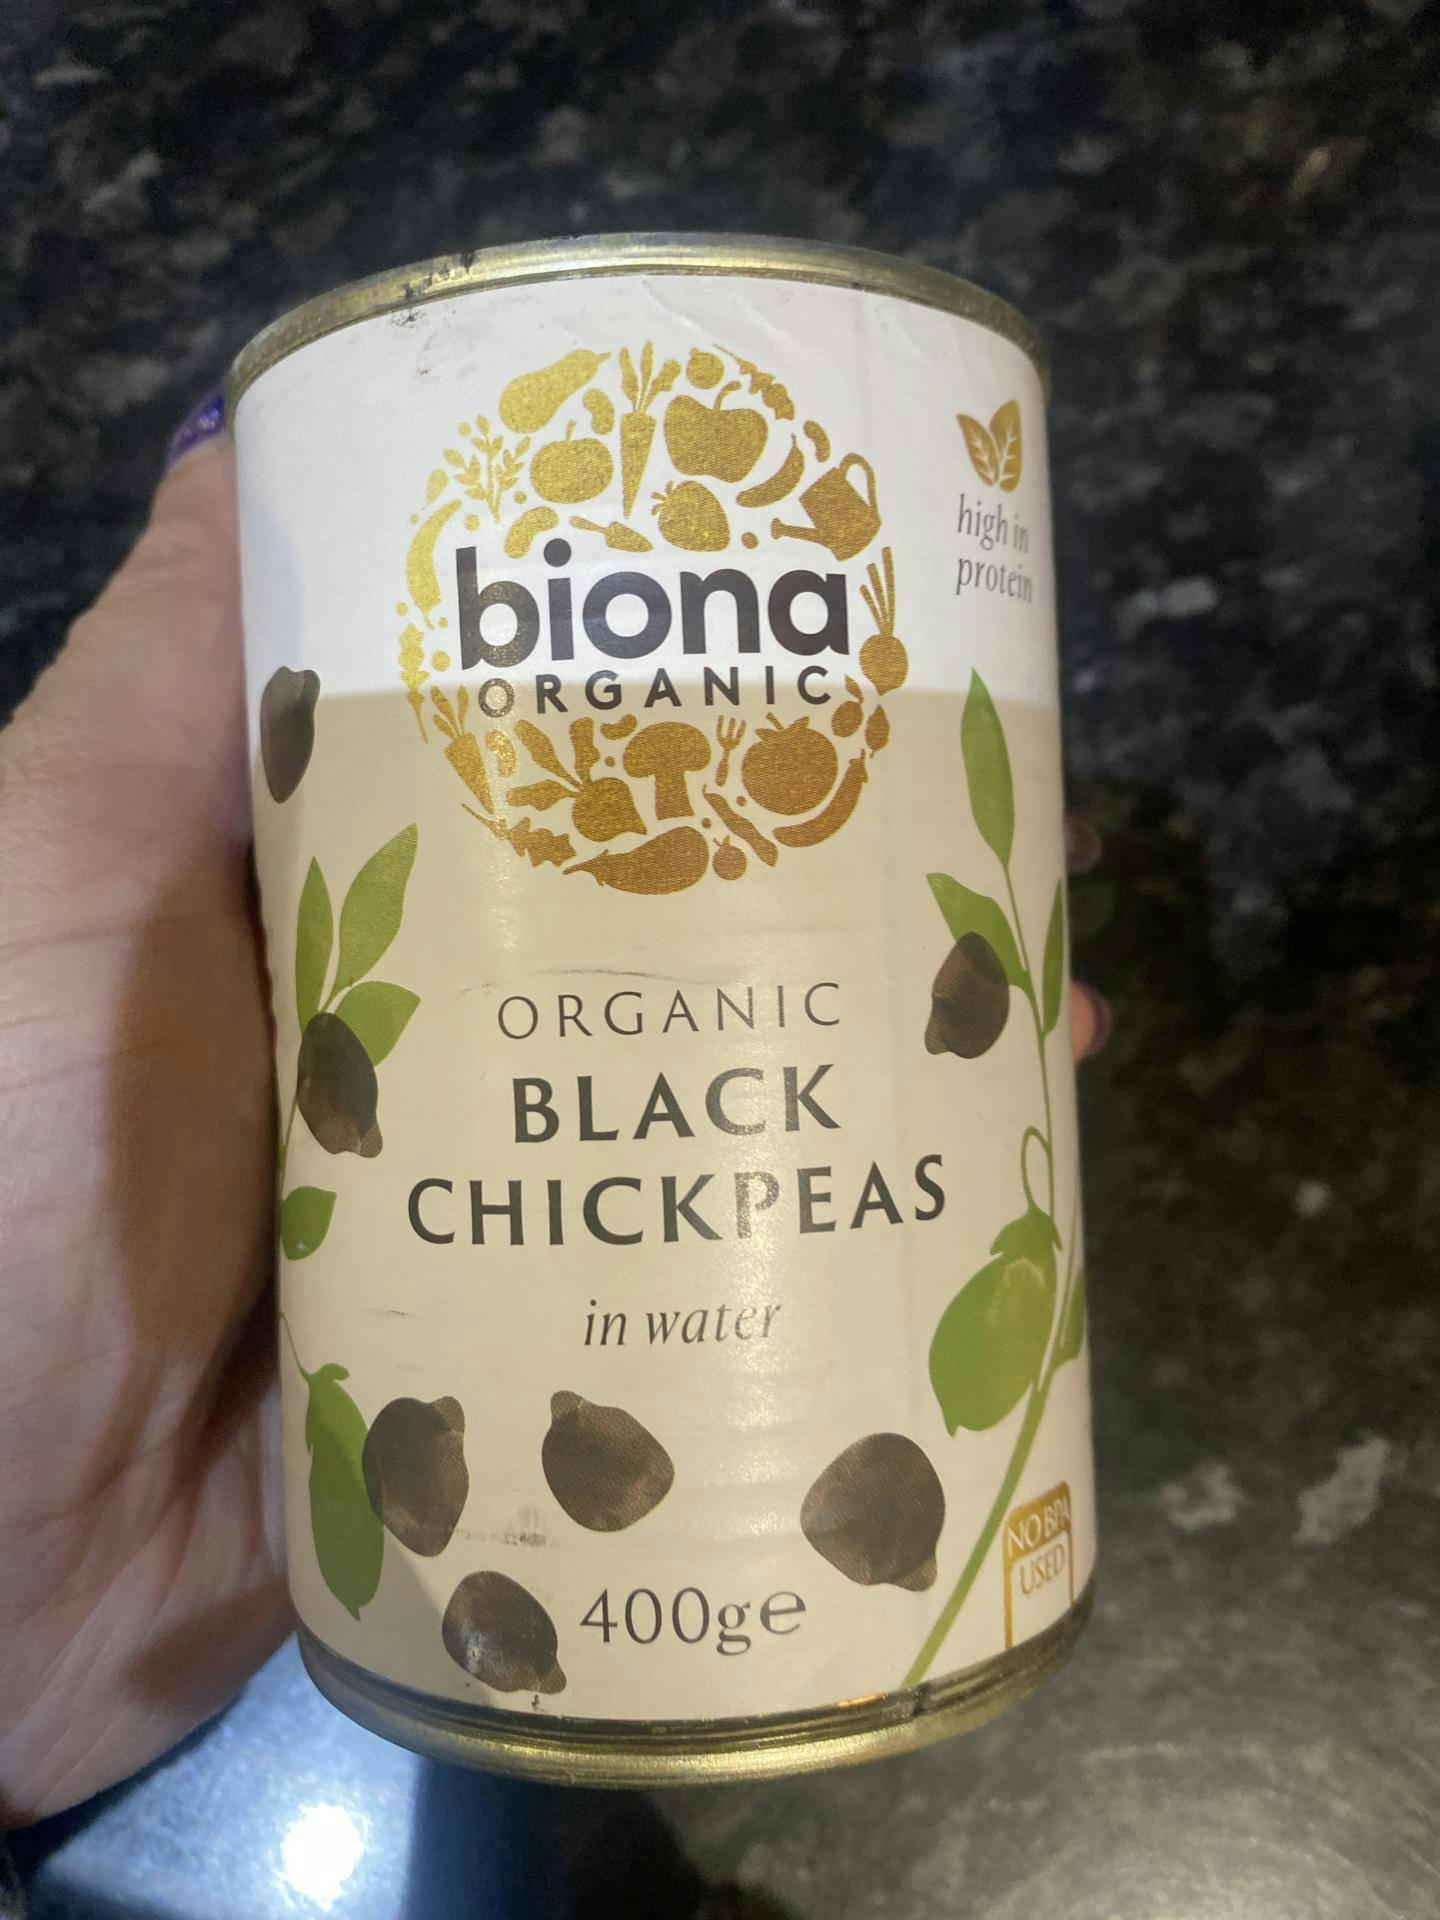 biona
ORGANIC
high in
protein
ORGANIC
BLACK
CHICKPEAS
in water
400g℮
NO BPA
USED